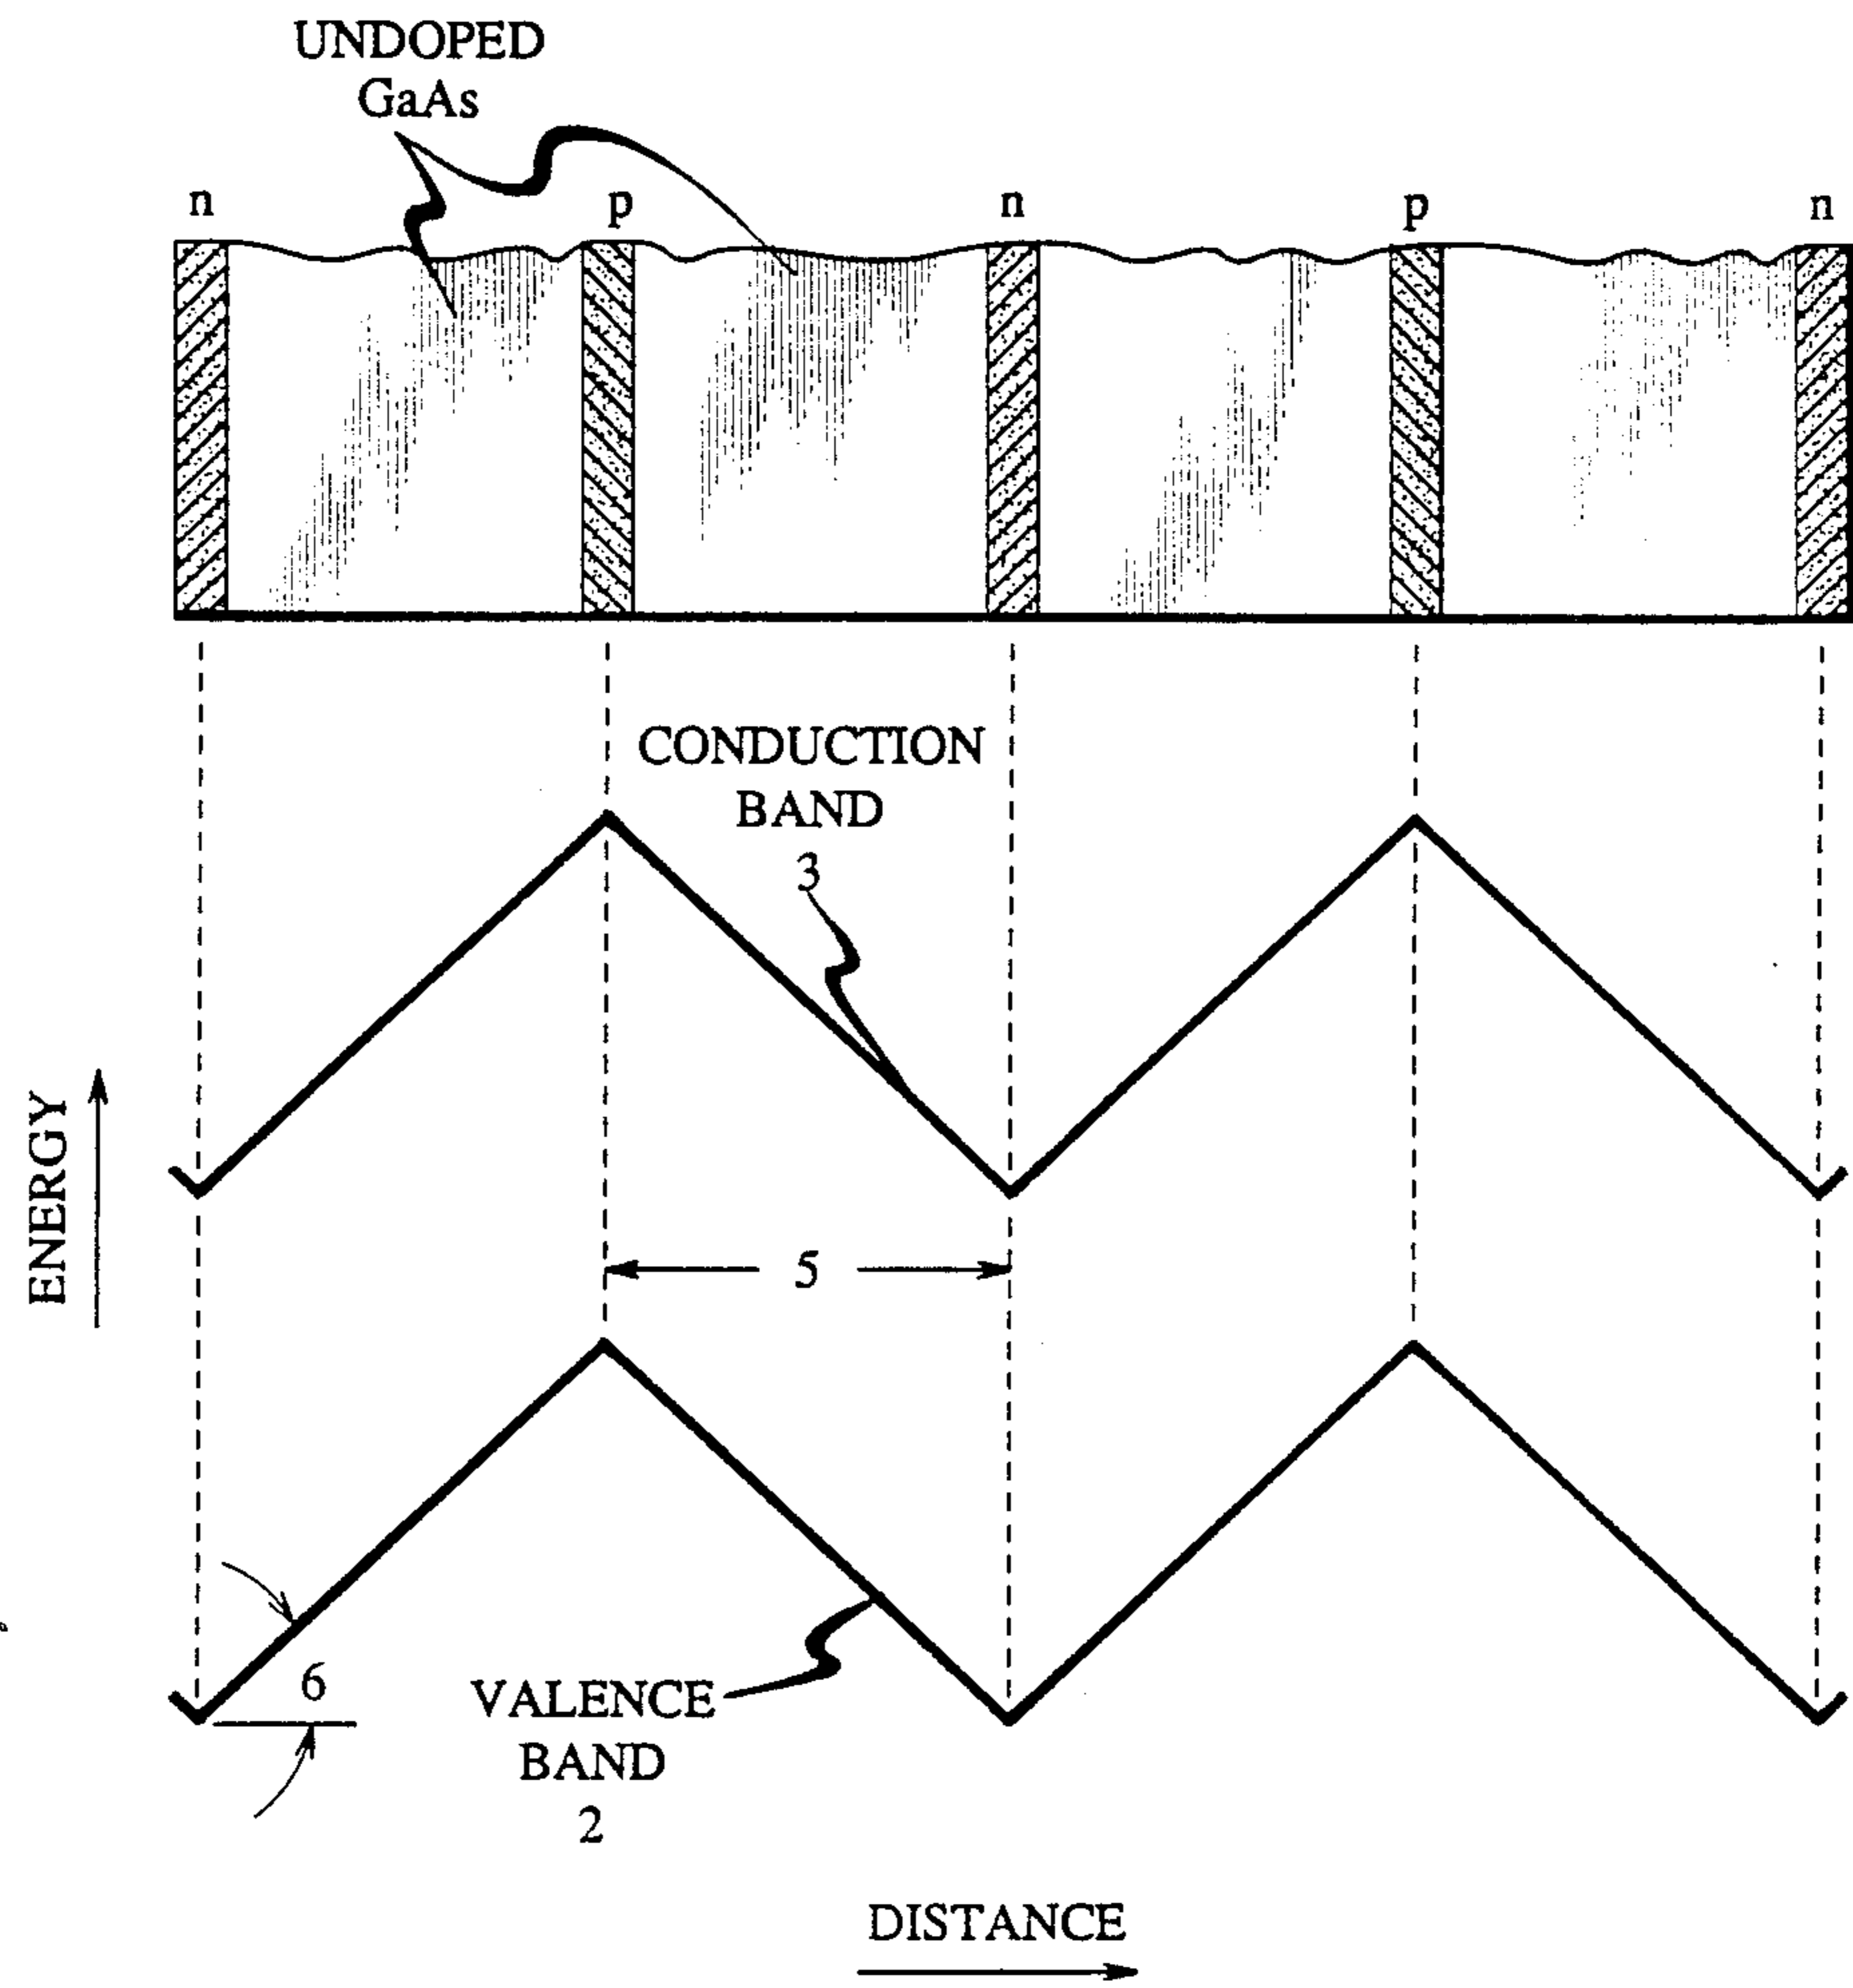 UNDOPED
GaAs
n p n p n
CONDUCTION
BAND
3
ENERGY
5
6
VALENCE
BAND
2
DISTANCE